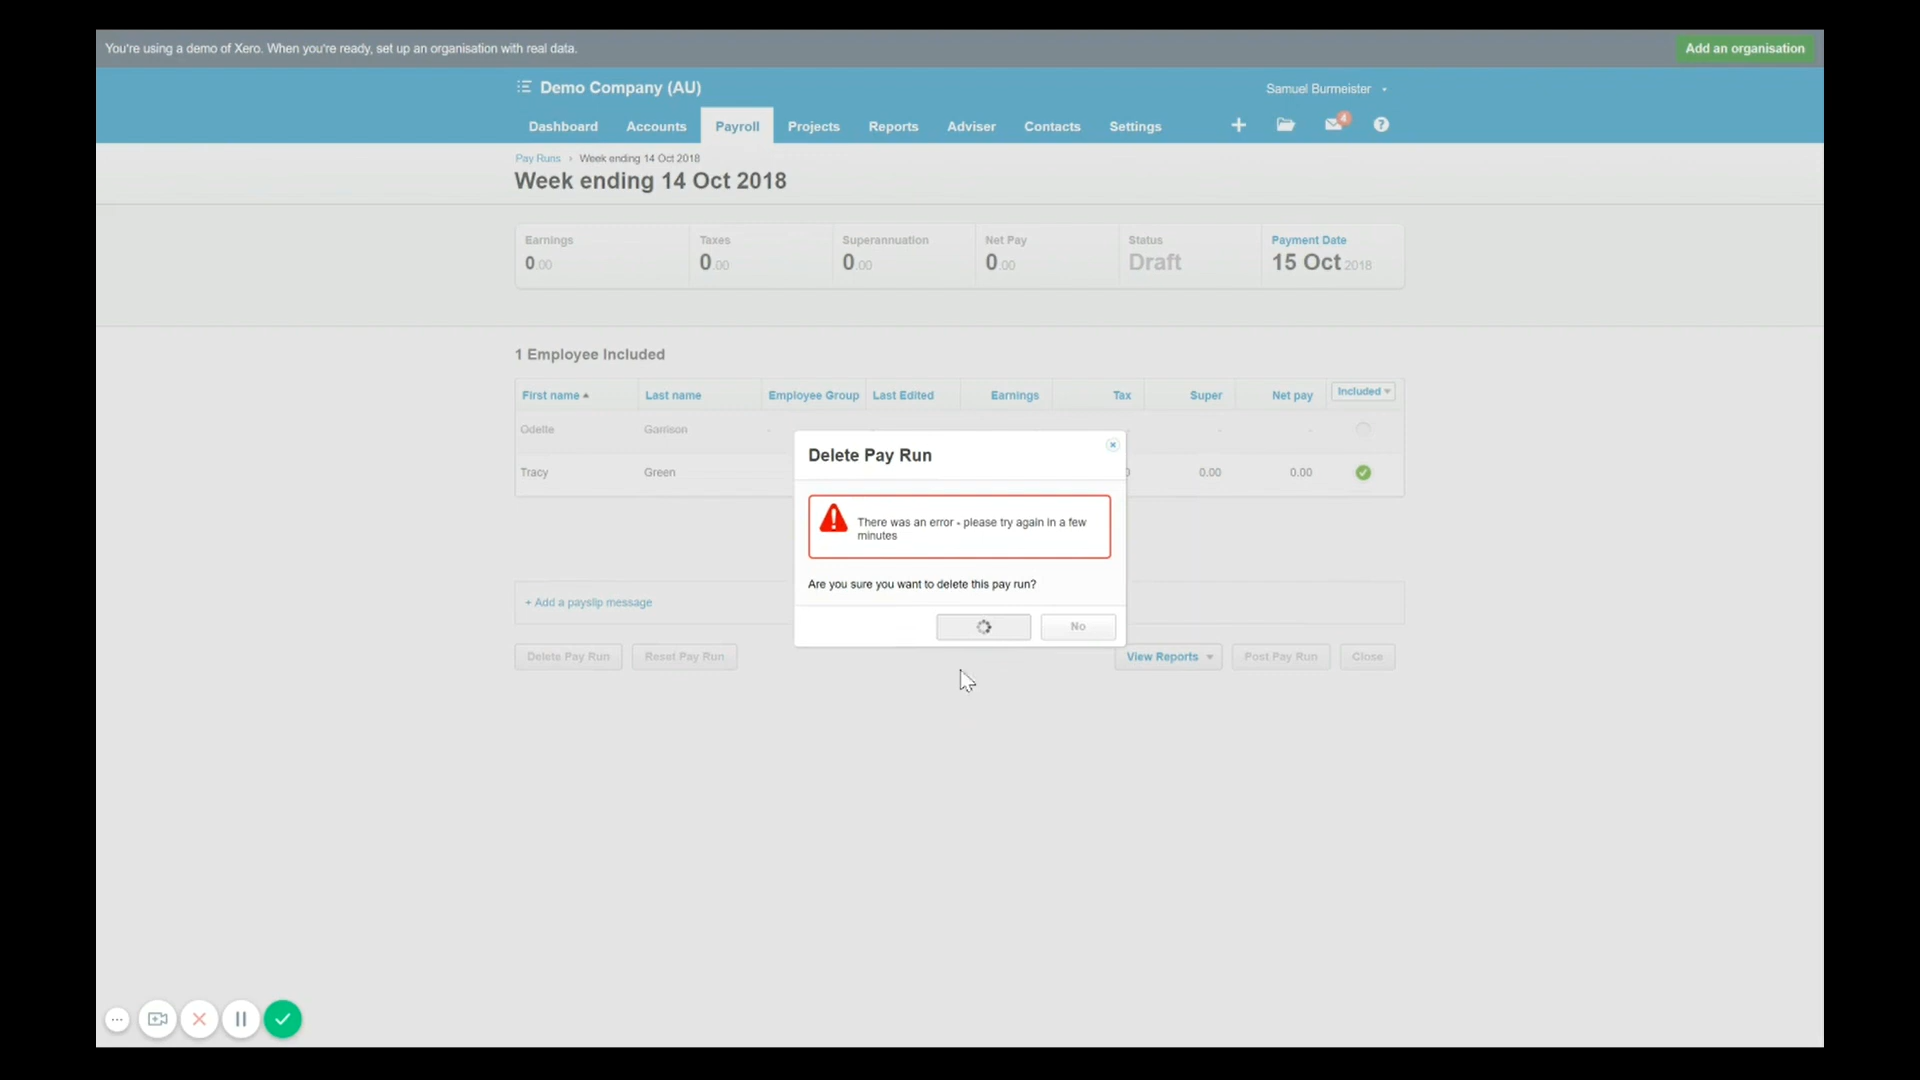 You're using a demo of Xero. When you're ready, set up an organisation with real data.
Add an organisation
Demo Company (AU)
Samuel Burmeister
Dashboard Accounts Payroll Projects Reports Adviser Contacts Settings
4
Pay Runs › Week ending 14 Oct 2018
Week ending 14 Oct 2018
Earnings Taxes Superannuation Net Pay Status Payment Date
0.00 0.00 0.00 0.00 Draft 15 Oct 2018
1 Employee Included
First name Last name Employee Group Last Edited Earnings Tax Super Net pay Included
Odette Garrison - - -
Tracy Green 0.00 0.00
Delete Pay Run
There was an error - please try again in a few
minutes
Are you sure you want to delete this pay run?
No
+ Add a payslip message
Delete Pay Run Reset Pay Run View Reports Post Pay Run Close